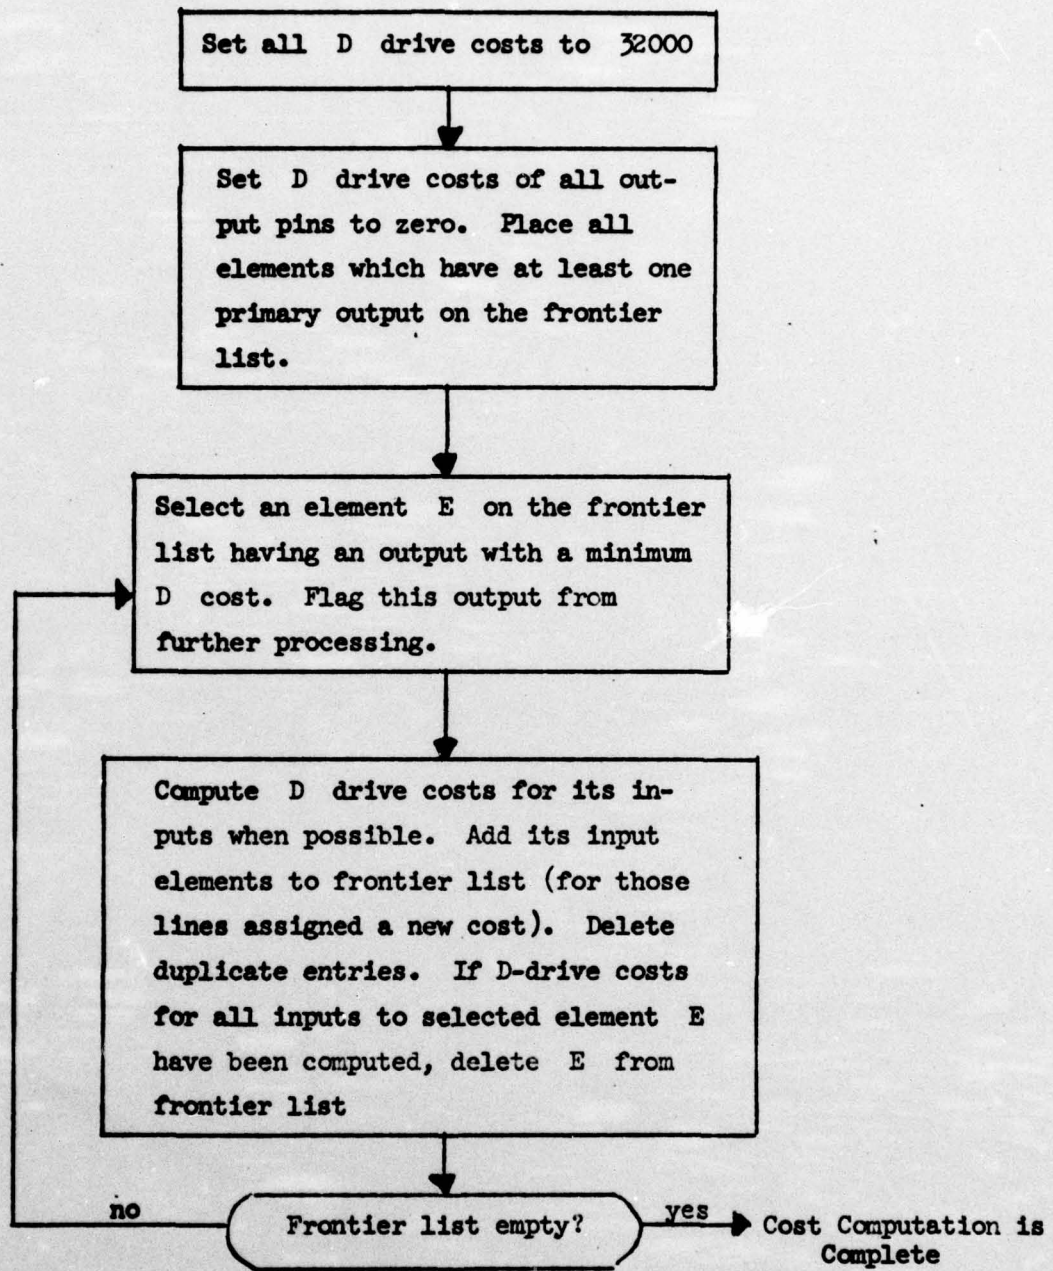 Set all D drive costs to 32000
Set D drive costs of all out-
put pins to zero. Place all
elements which have at least one
primary output on the frontier
list.
Select an element E on the frontier
list having an output with a minimum
D cost. Flag this output from
further processing.
Compute D drive costs for its in-
puts when possible. Add its input
elements to frontier list (for those
lines assigned a new cost). Delete
duplicate entries. If D-drive costs
for all inputs to selected element E
have been computed, delete E from
frontier list
no
Frontier list empty?
yes
Cost Computation is
Complete